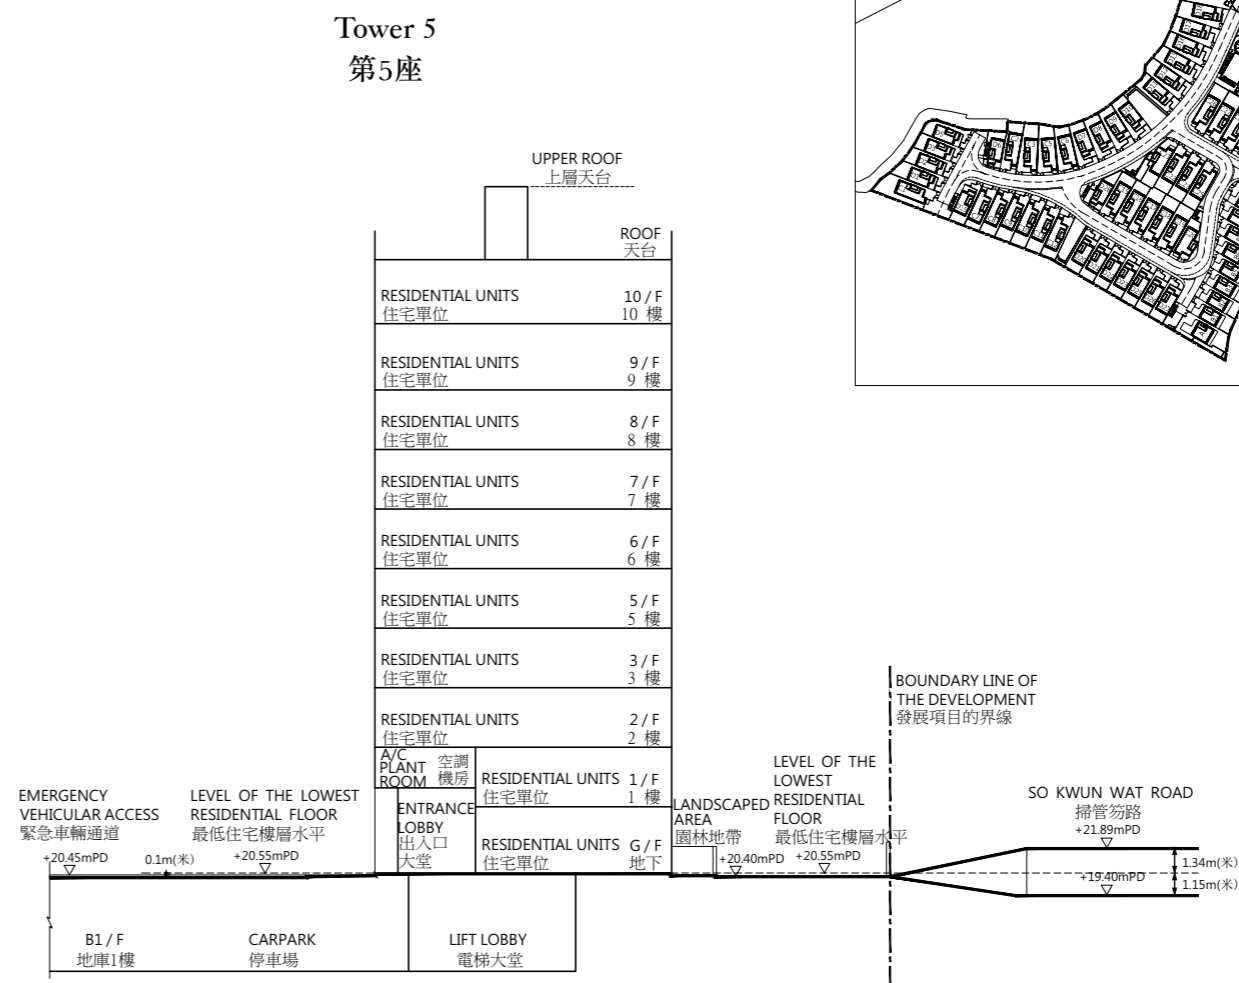 Tower 5
第5座
UPPER ROOF
上層天台
ROOF
天台
RESIDENTIAL UNITS 10 / F
住宅單位 10 樓
RESIDENTIAL UNITS 9 / F
住宅單位 9 樓
RESIDENTIAL UNITS 8 / F
住宅單位 8 樓
RESIDENTIAL UNITS 7 / F
住宅單位 7 樓
RESIDENTIAL UNITS 6 / F
住宅單位 6 樓
RESIDENTIAL UNITS 5 / F
住宅單位 5 樓
RESIDENTIAL UNITS 3 / F
住宅單位 3 樓
RESIDENTIAL UNITS 2 / F
住宅單位 2 樓
A/C
PLANT
ROOM
空調
機房
RESIDENTIAL UNITS 1 / F
住宅單位 1 樓
ENTRANCE
LOBBY
出入口
大堂
RESIDENTIAL UNITS G / F
住宅單位 地下
EMERGENCY
VEHICULAR ACCESS
緊急車輛通道
+20.45mPD
0.1m(米)
LEVEL OF THE LOWEST
RESIDENTIAL FLOOR
最低住宅樓層水平
+20.55mPD
LANDSCAPED
AREA
園林地帶
+20.40mPD
LEVEL OF THE
LOWEST
RESIDENTIAL
FLOOR
最低住宅樓層水平
+20.55mPD
BOUNDARY LINE OF
THE DEVELOPMENT
發展項目的界線
SO KWUN WAT ROAD
掃管笏路
+21.89mPD
1.34m(米)
+19.40mPD
1.15m(米)
B1 / F
地庫1樓
CARPARK
停車場
LIFT LOBBY
電梯大堂